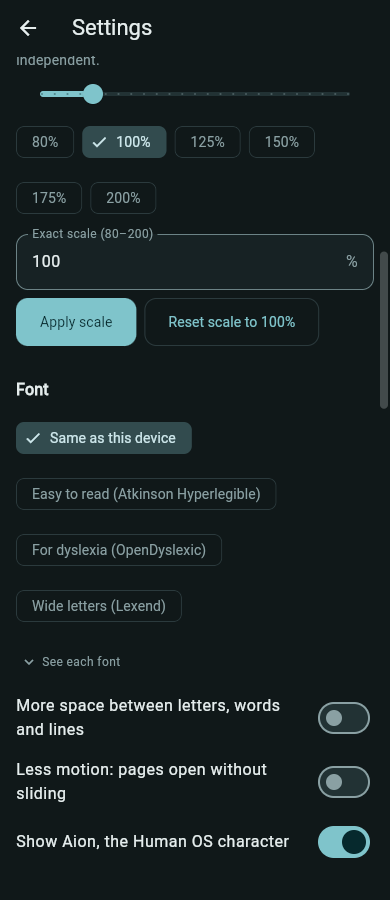 Settings
independent.
80%
100%
125%
150%
175%
200%
Exact scale (80–200)
100
%
Apply scale
Reset scale to 100%
Font
Same as this device
Easy to read (Atkinson Hyperlegible)
For dyslexia (OpenDyslexic)
Wide letters (Lexend)
See each font
More space between letters, words
and lines
Less motion: pages open without
sliding
Show Aion, the Human OS character